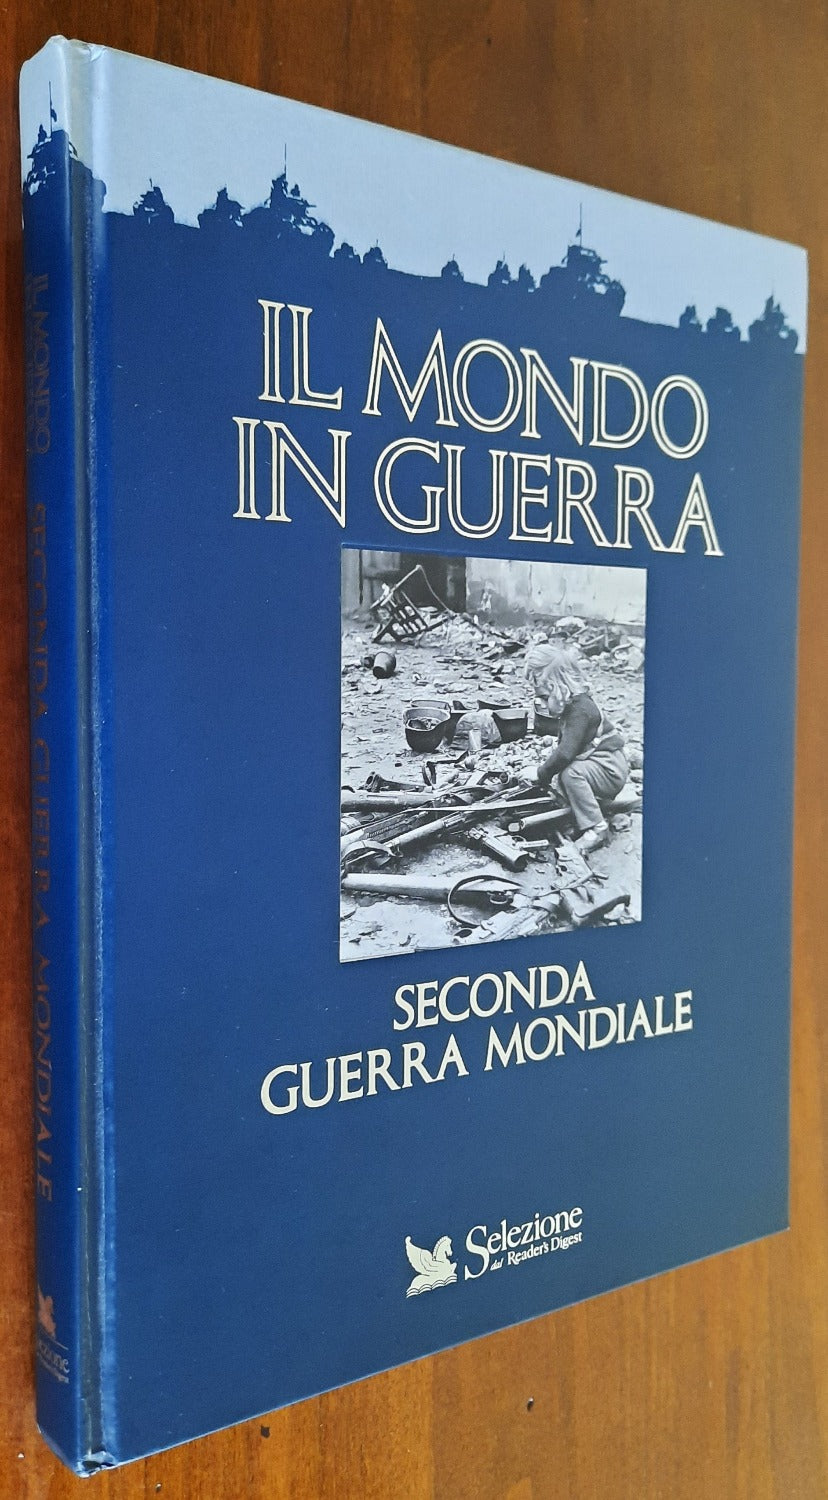 IL MONDO
IN GUERRA
SECONDA
GUERRA MONDIALE
Selezione
dal Reader's Digest
IL MONDO
SECONDA GUERRA MONDIALE